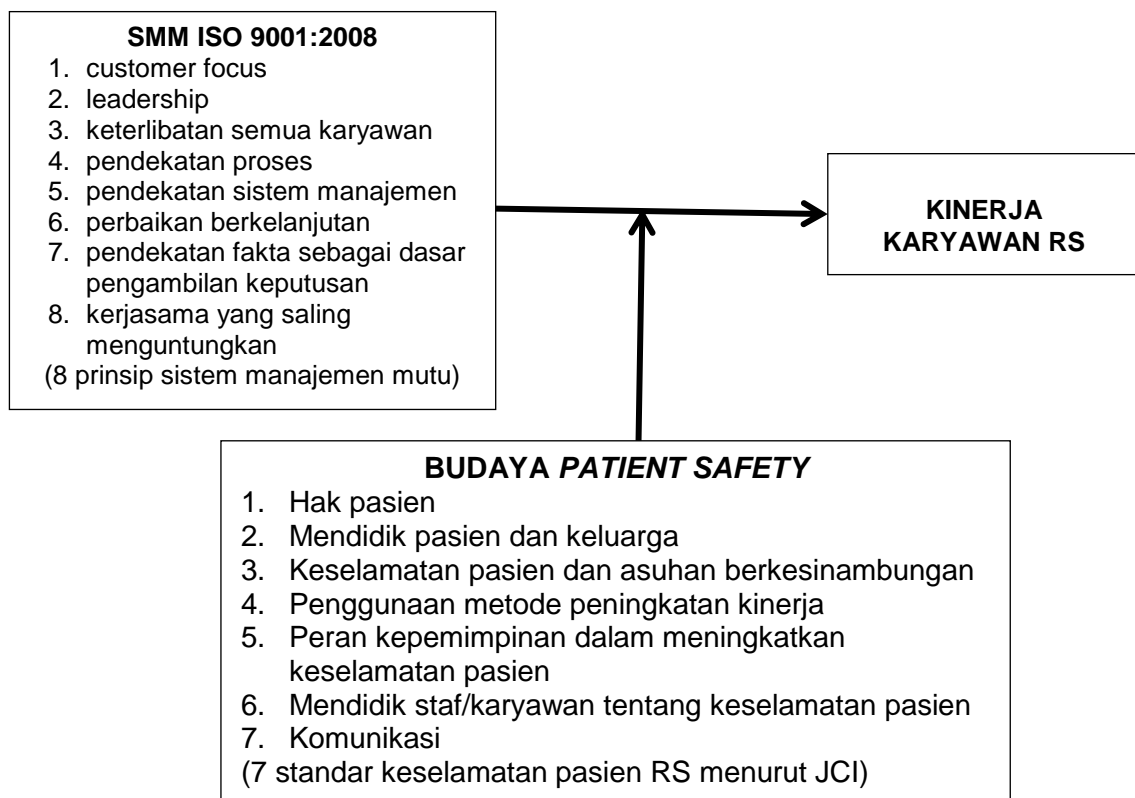 SMM ISO 9001:2008
1. customer focus
2. leadership
3. keterlibatan semua karyawan
4. pendekatan proses
5. pendekatan sistem manajemen
6. perbaikan berkelanjutan
7. pendekatan fakta sebagai dasar
pengambilan keputusan
8. kerjasama yang saling
menguntungkan
(8 prinsip sistem manajemen mutu)
KINERJA
KARYAWAN RS
BUDAYA PATIENT SAFETY
1. Hak pasien
2. Mendidik pasien dan keluarga
3. Keselamatan pasien dan asuhan berkesinambungan
4. Penggunaan metode peningkatan kinerja
5. Peran kepemimpinan dalam meningkatkan
keselamatan pasien
6. Mendidik staf/karyawan tentang keselamatan pasien
7. Komunikasi
(7 standar keselamatan pasien RS menurut JCI)